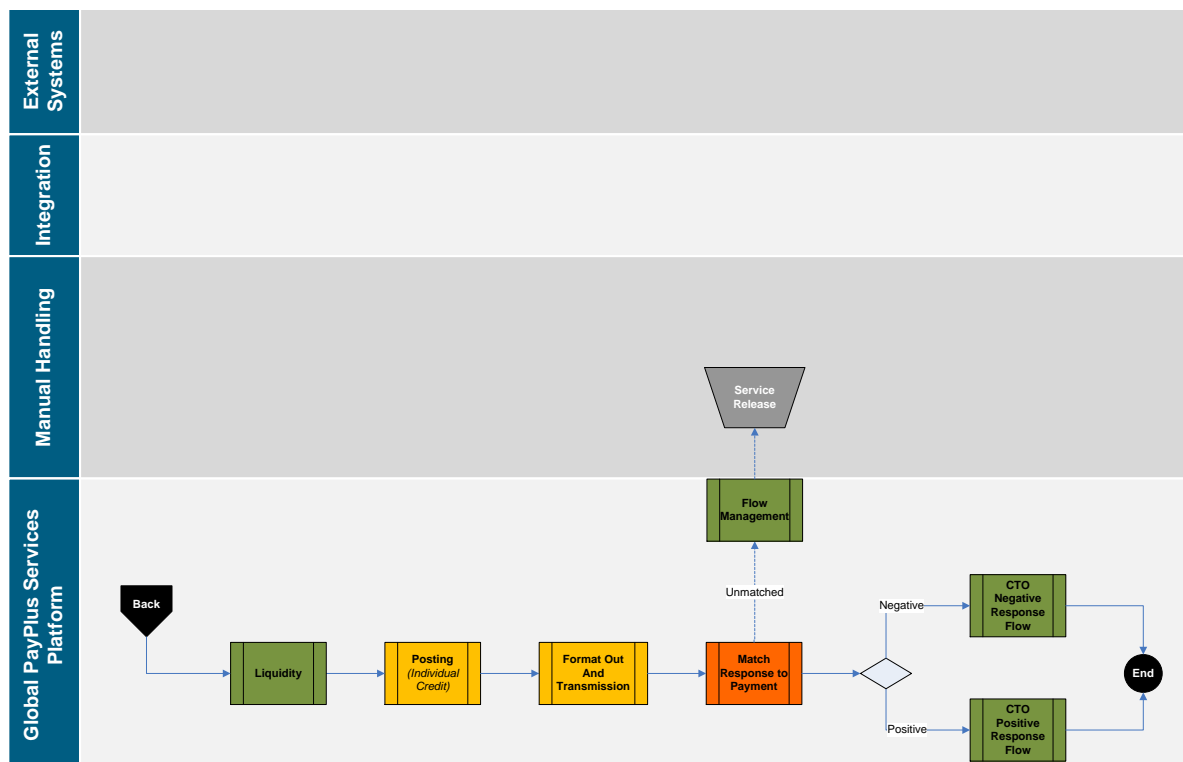 External
Systems
Integration
Manual Handling
Service
Release
Global PayPlus Services
Platform
Flow
Management
Unmatched
Back
Liquidity
Posting
(Individual
Credit)
Format Out
And
Transmission
Match
Response to
Payment
Negative
CTO
Negative
Response
Flow
End
Positive
CTO
Positive
Response
Flow